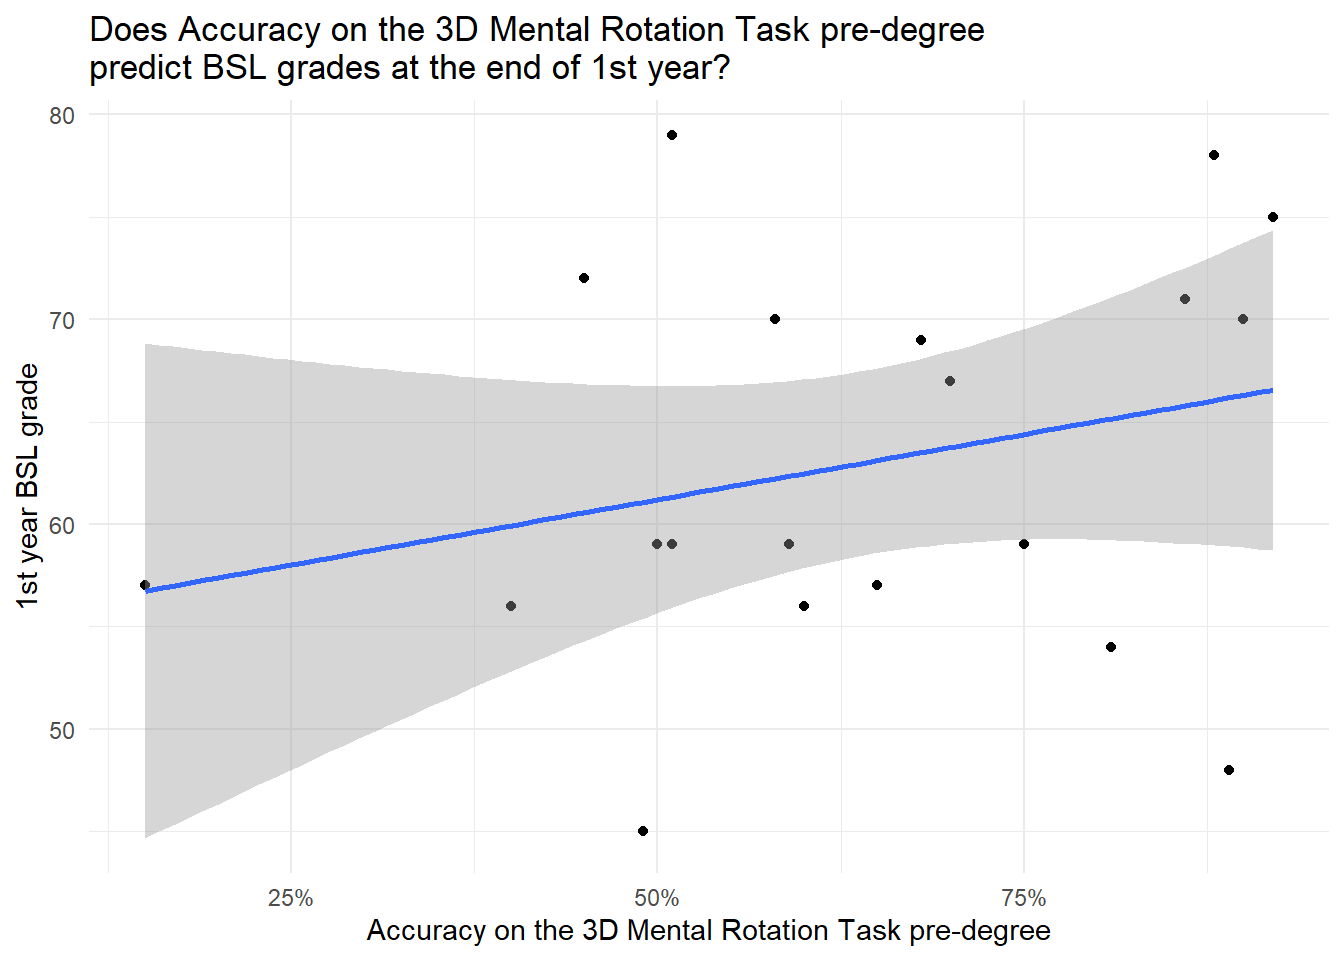 Does Accuracy on the 3D Mental Rotation Task pre-degree
predict BSL grades at the end of 1st year?
80
70
60
50
1st year BSL grade
25%
50%
75%
Accuracy on the 3D Mental Rotation Task pre-degree